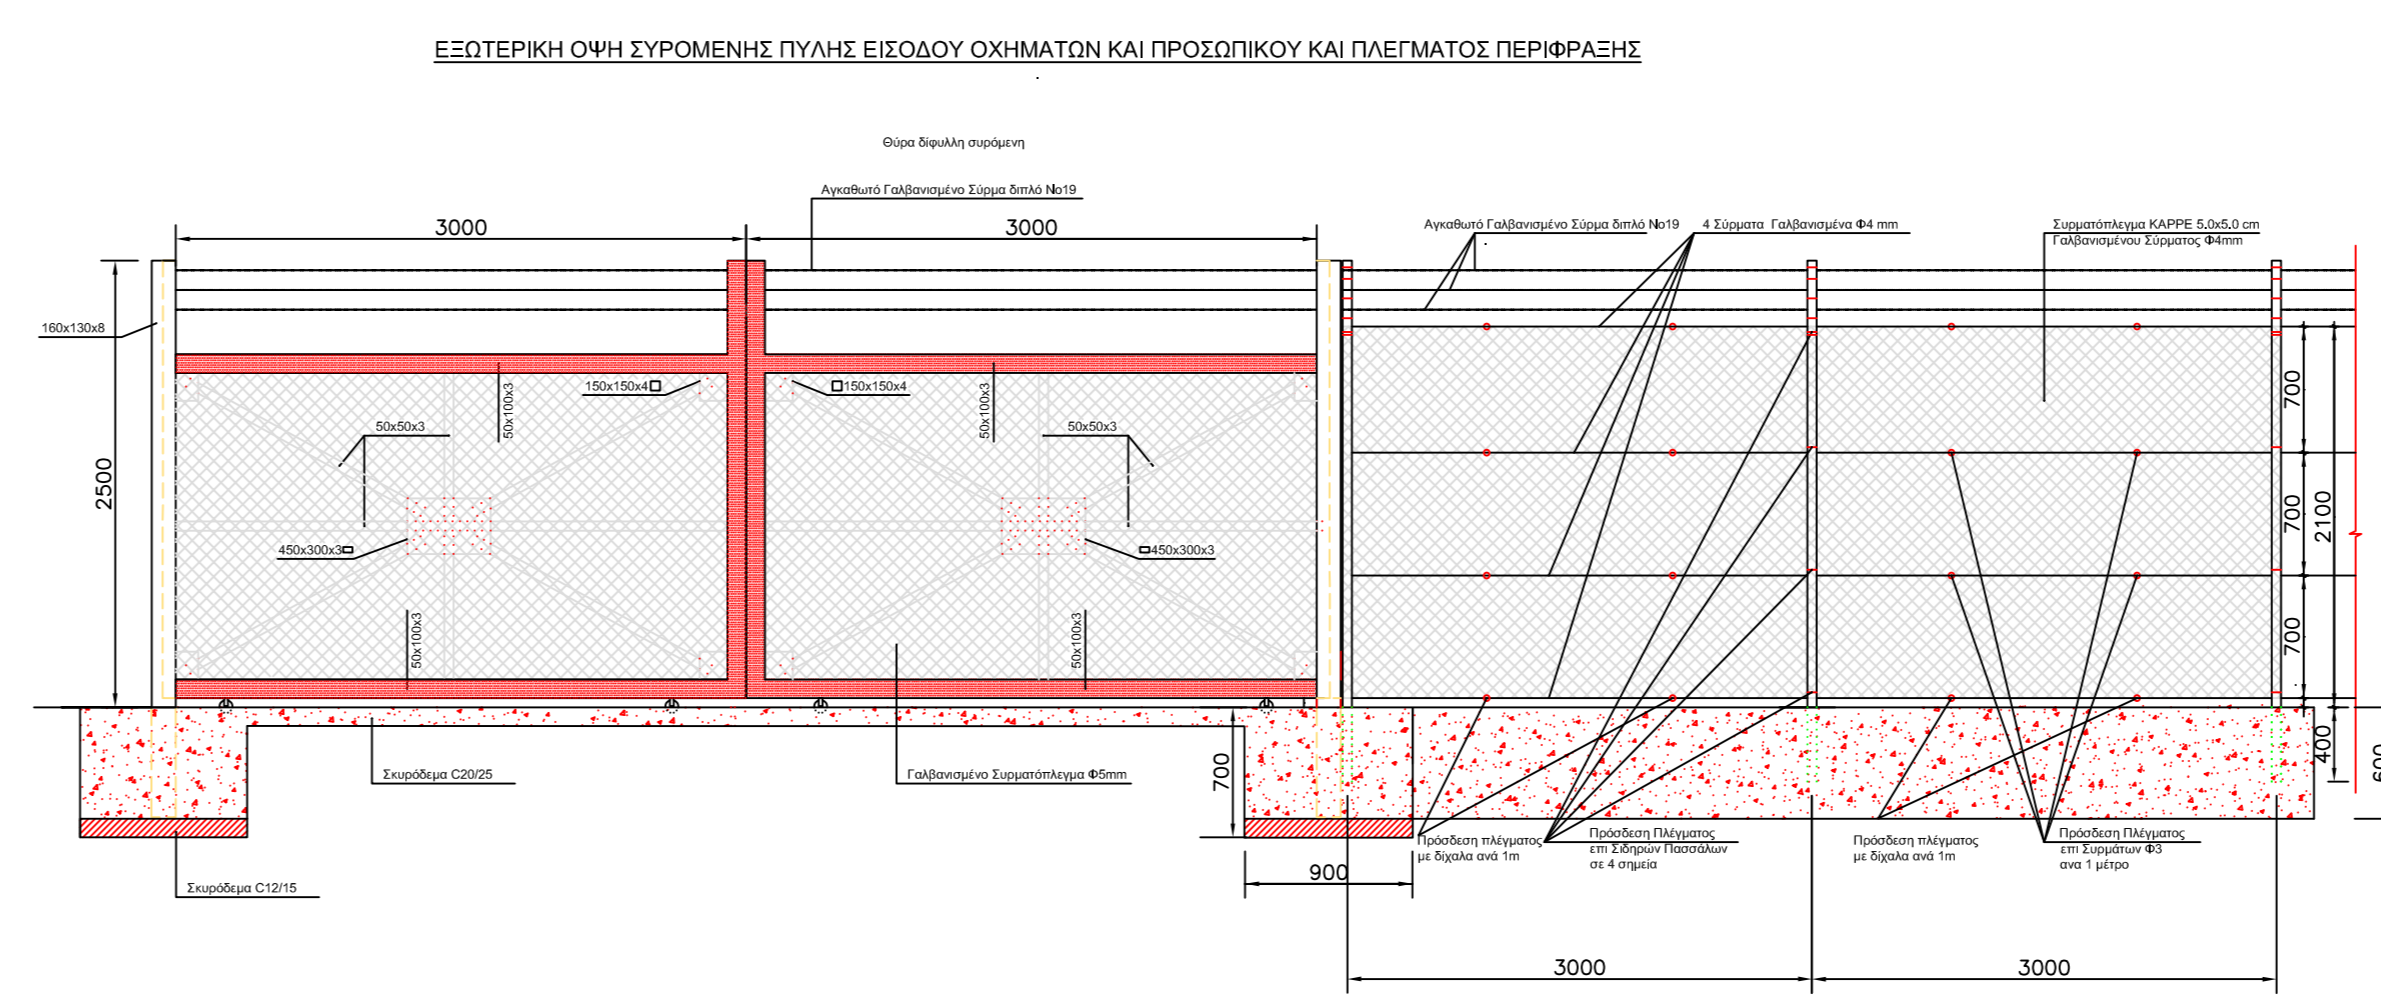 ΕΞΩΤΕΡΙΚΗ ΟΨΗ ΣΥΡΟΜΕΝΗΣ ΠΥΛΗΣ ΕΙΣΟΔΟΥ ΟΧΗΜΑΤΩΝ ΚΑΙ ΠΡΟΣΩΠΙΚΟΥ ΚΑΙ ΠΛΕΓΜΑΤΟΣ ΠΕΡΙΦΡΑΞΗΣ
Θύρα δίφυλλη συρόμενη
Αγκαθωτό Γαλβανισμένο Σύρμα διπλό Νο19
3000
3000
Αγκαθωτό Γαλβανισμένο Σύρμα διπλό Νο19
4 Σύρματα Γαλβανισμένα Φ4 mm
Συρματόπλεγμα KAPPE 5.0x5.0 cm
Γαλβανισμένου Σύρματος Φ4mm
160x130x8
2500
150x150x4
150x150x4
50x100x3
50x100x3
50x50x3
50x50x3
450x300x3
450x300x3
50x100x3
50x100x3
700
700
700
2100
400
600
700
Σκυρόδεμα C20/25
Γαλβανισμένο Συρματόπλεγμα Φ5mm
Πρόσδεση πλέγματος
με δίχαλα ανά 1m
Πρόσδεση Πλέγματος
επι Σιδηρών Πασσάλων
σε 4 σημεία
Πρόσδεση πλέγματος
με δίχαλα ανά 1m
Πρόσδεση Πλέγματος
επι Συρμάτων Φ3
ανα 1 μέτρο
900
Σκυρόδεμα C12/15
3000
3000